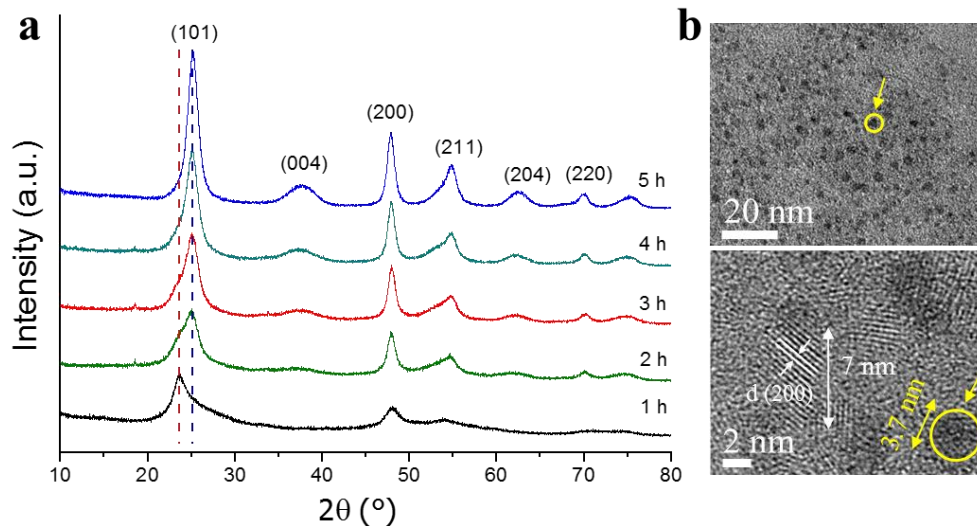 a
(101)
(004)
(200)
(211)
(204)
(220)
5 h
4 h
3 h
2 h
1 h
Intensity (a.u.)
10
20
30
40
50
60
70
80
2θ (°)
b
20 nm
d (200)
7 nm
3.7 nm
2 nm